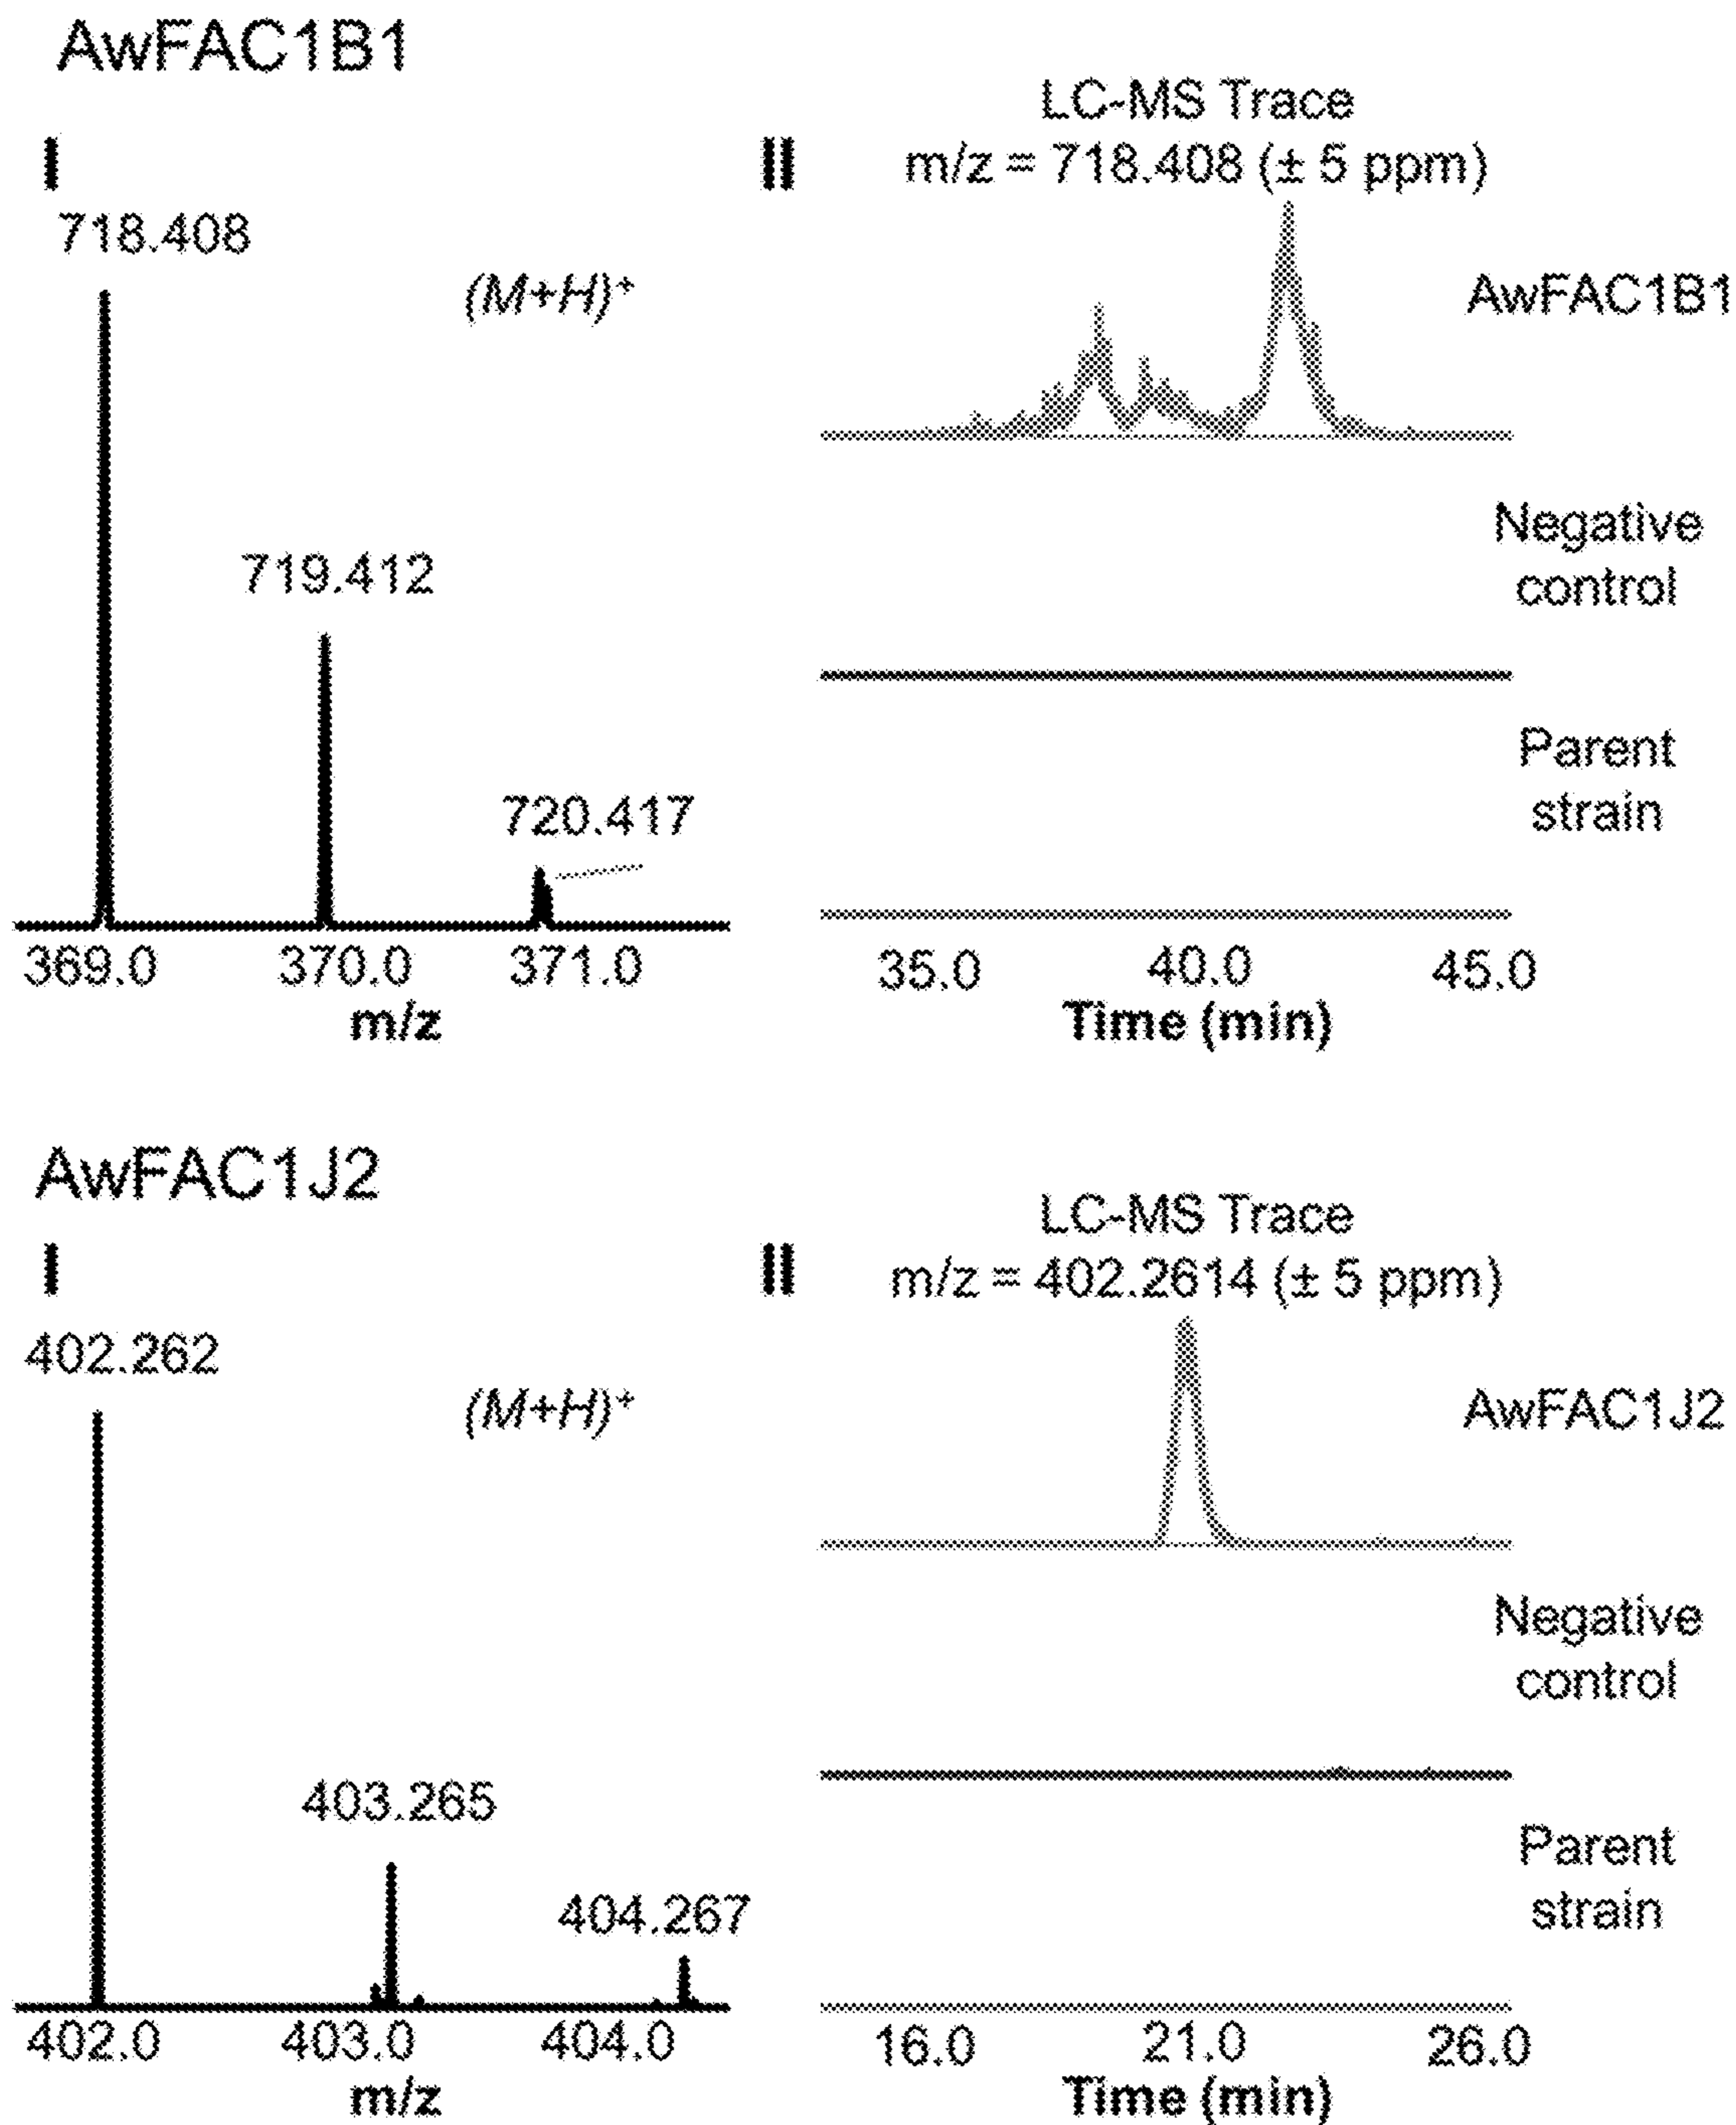 AwFAC1B1
I
718.408
(M+H)+
719.412
720.417
369.0 370.0 371.0
m/z
II
LC-MS Trace
m/z = 718.408 (± 5 ppm)
AwFAC1B1
Negative
control
Parent
strain
35.0 40.0 45.0
Time (min)
AwFAC1J2
I
402.262
(M+H)+
403.265
404.267
402.0 403.0 404.0
m/z
II
LC-MS Trace
m/z = 402.2614 (± 5 ppm)
AwFAC1J2
Negative
control
Parent
strain
16.0 21.0 26.0
Time (min)